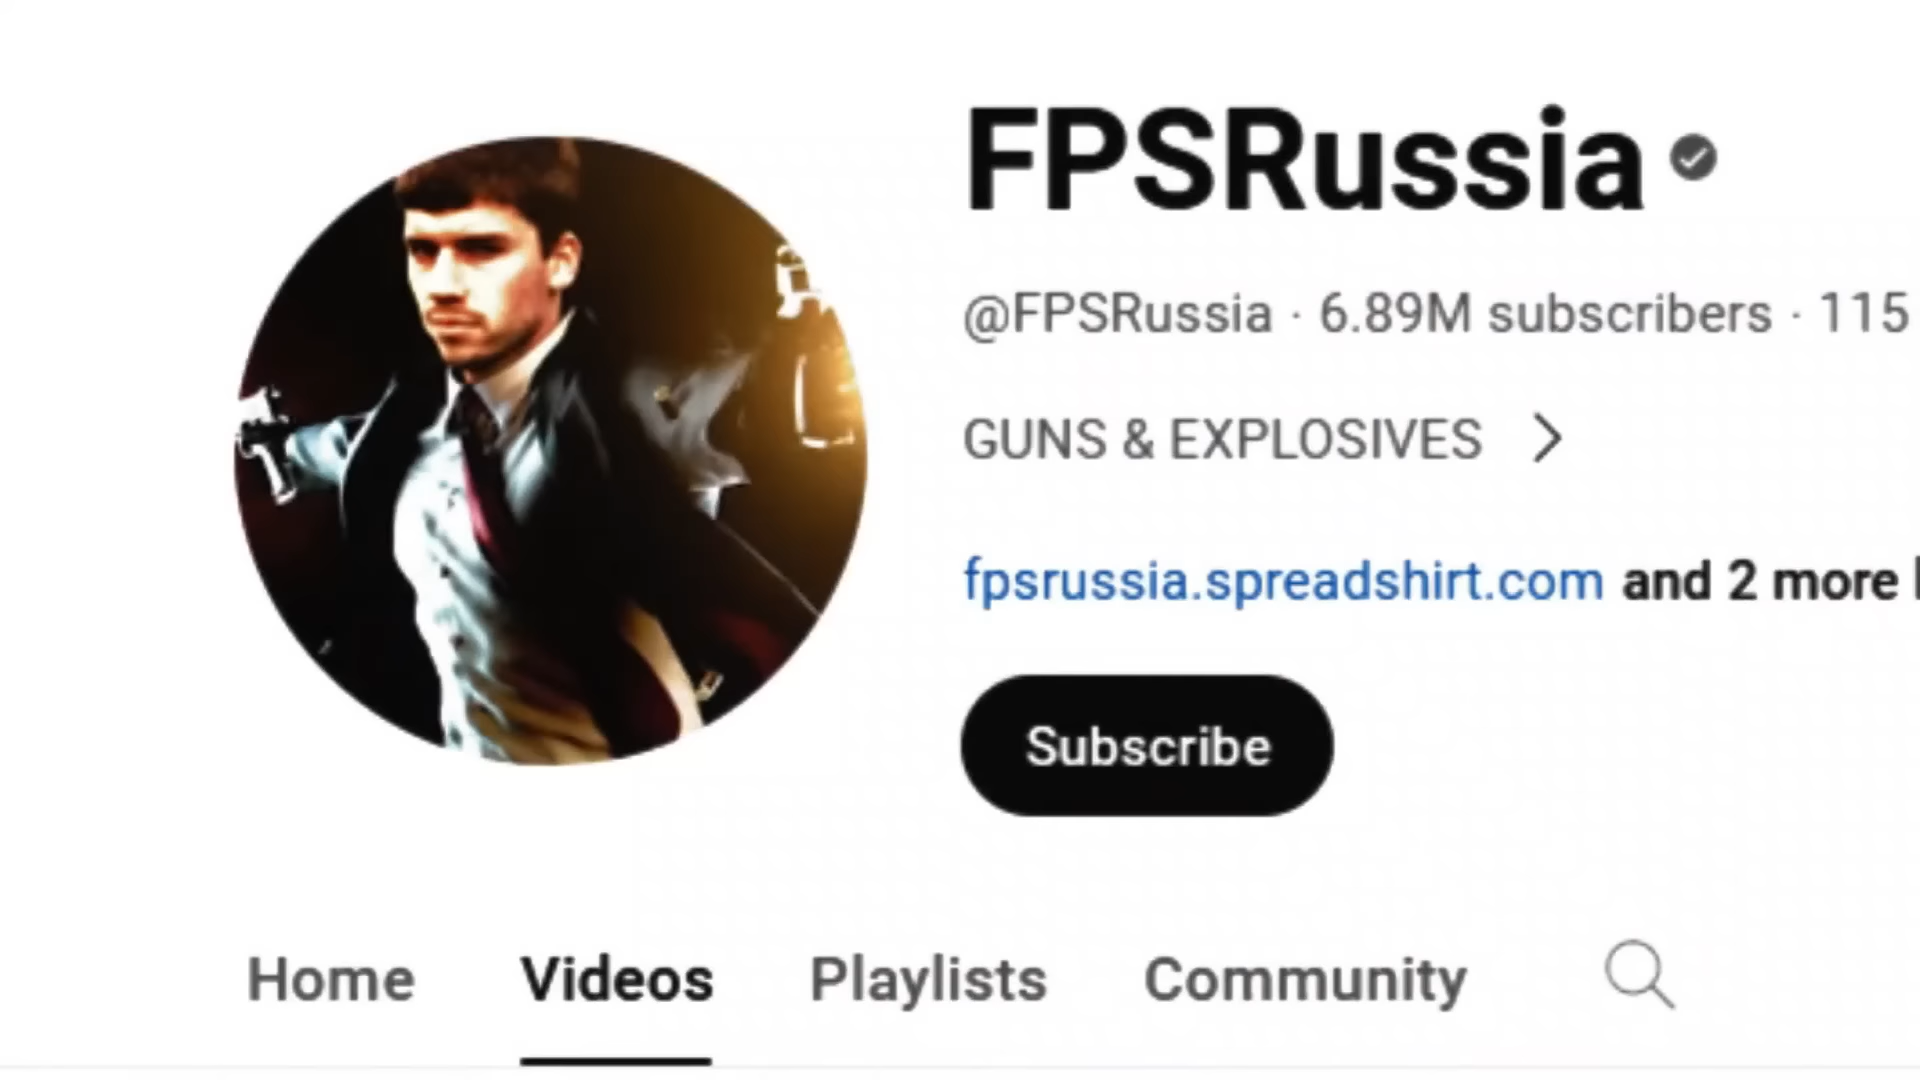 FPSRussia
@FPSRussia · 6.89M subscribers · 115
GUNS & EXPLOSIVES
fpsrussia.spreadshirt.com and 2 more
Subscribe
Home Videos Playlists Community